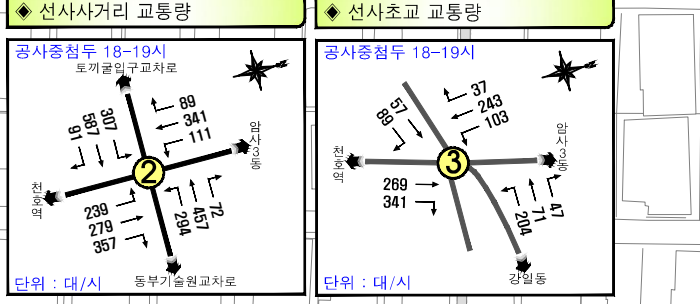 ◈ 선사사거리 교통량
공사중첨두 18-19시
토끼굴입구교차로
89
341
111
307
587
91
암사3동
2
천호역
239
279
357
72
457
294
동부기술원교차로
단위 : 대/시
◈ 선사초교 교통량
공사중첨두 18-19시
37
243
103
57
89
암사3동
3
천호역
269
341
47
71
204
강일동
단위 : 대/시